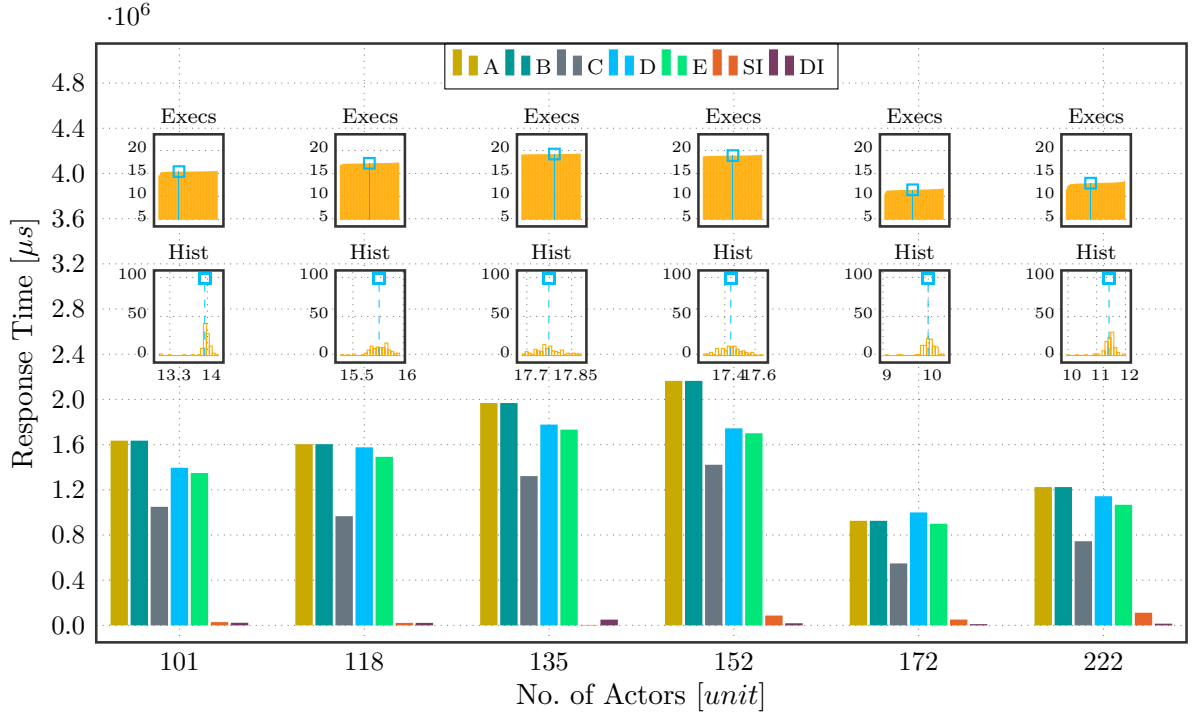 ·10⁶
A B C D E SI DI
4.8
4.4
4.0
3.6
3.2
2.8
2.4
2.0
1.6
1.2
0.8
0.4
0.0
Response Time [µs]
Execs Execs Execs Execs Execs Execs
20 20 20 20 20 20
15 15 15 15 15 15
10 10 10 10 10 10
5 5 5 5 5 5
Hist Hist Hist Hist Hist Hist
100 100 100 100 100 100
50 50 50 50 50 50
0 0 0 0 0 0
13.3 14 15.5 16 17.7 17.85 17.4 17.6 9 10 10 11 12
101 118 135 152 172 222
No. of Actors [unit]